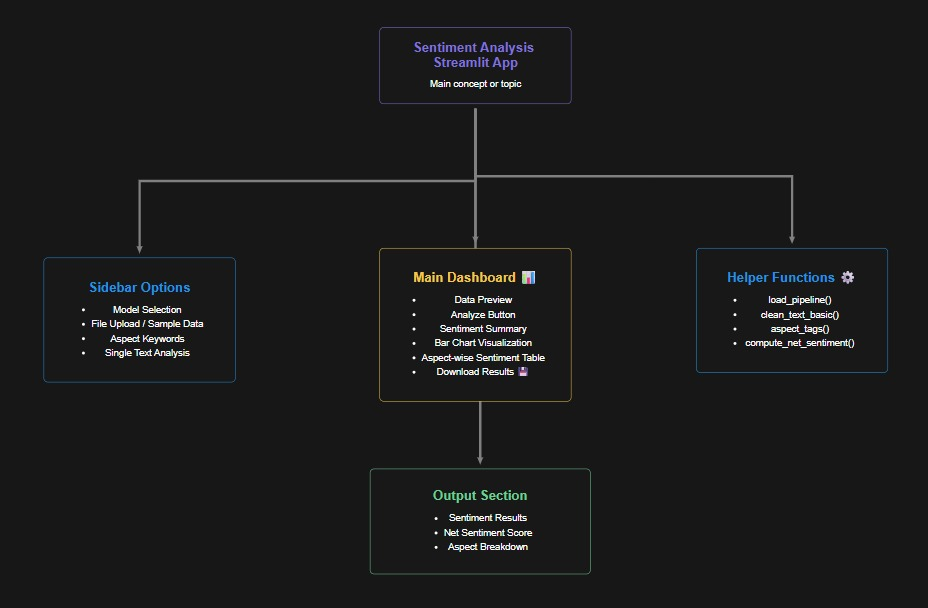 Sentiment Analysis
Streamlit App
Main concept or topic
Sidebar Options
• Model Selection
• File Upload / Sample Data
• Aspect Keywords
• Single Text Analysis
Main Dashboard 📊
• Data Preview
• Analyze Button
• Sentiment Summary
• Bar Chart Visualization
• Aspect-wise Sentiment Table
• Download Results 💾
Helper Functions ⚙️
• load_pipeline()
• clean_text_basic()
• aspect_tags()
• compute_net_sentiment()
Output Section
• Sentiment Results
• Net Sentiment Score
• Aspect Breakdown